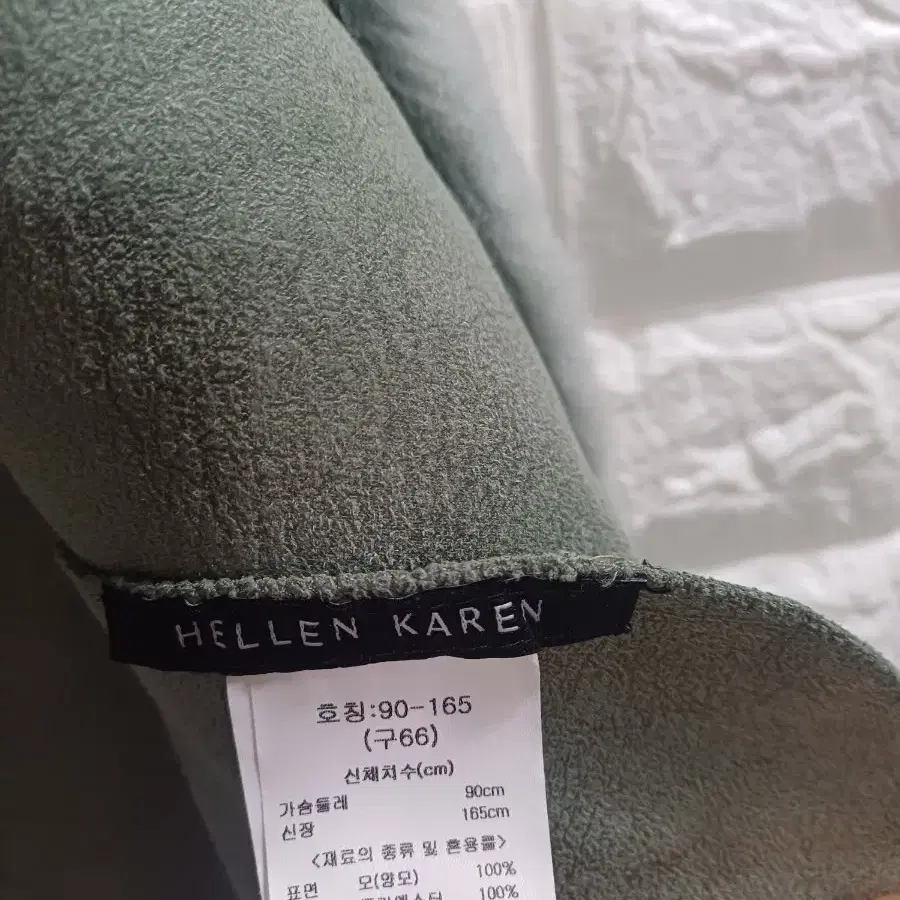 HELLEN KAREN
호칭:90-165
(구66)
신체치수(cm)
가슴둘레 90cm
신장 165cm
<재료의 종류 및 혼용률>
표면 모(양모) 100%
100%